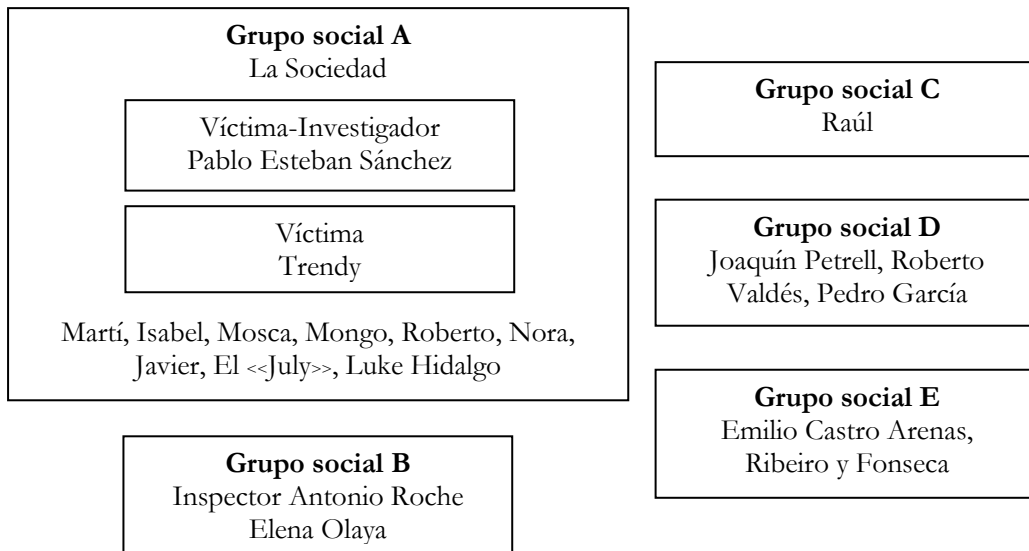 Grupo social A
La Sociedad
Víctima-Investigador
Pablo Esteban Sánchez
Víctima
Trendy
Martí, Isabel, Mosca, Mongo, Roberto, Nora,
Javier, El <<July>>, Luke Hidalgo
Grupo social B
Inspector Antonio Roche
Elena Olaya
Grupo social C
Raúl
Grupo social D
Joaquín Petrell, Roberto
Valdés, Pedro García
Grupo social E
Emilio Castro Arenas,
Ribeiro y Fonseca